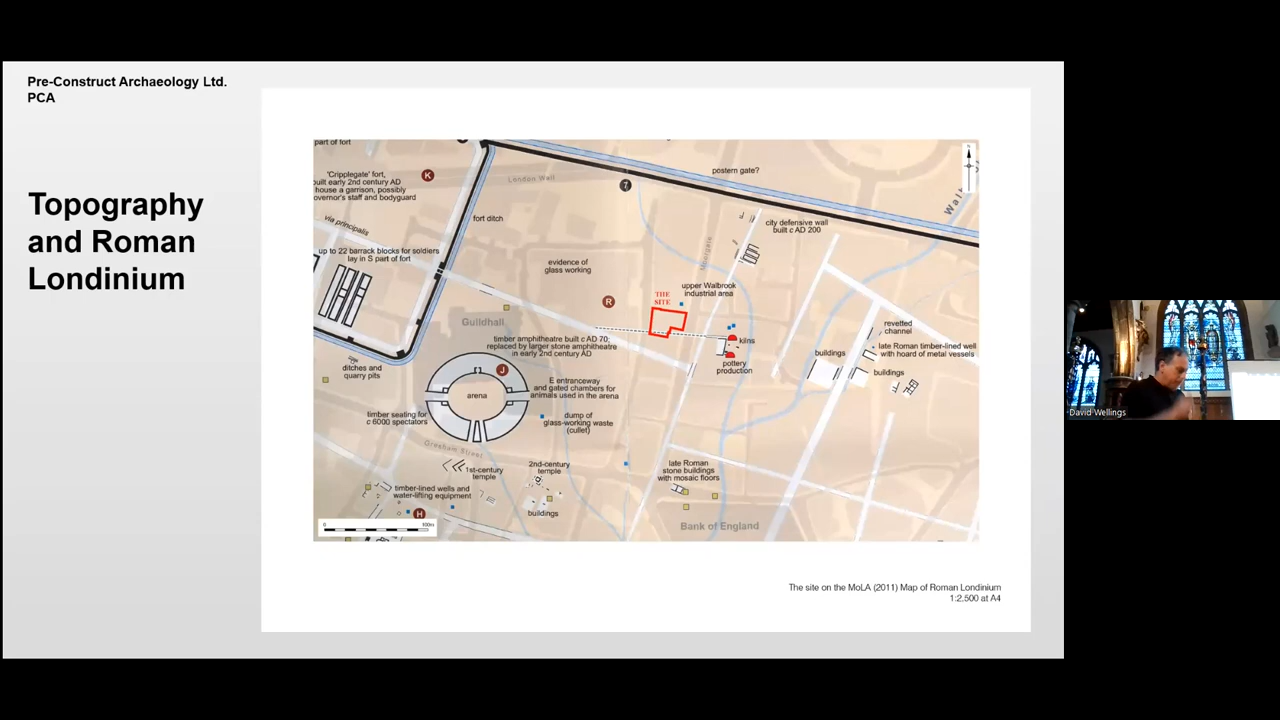 Pre-Construct Archaeology Ltd.
PCA
Topography
and Roman
Londinium
part of fort
'Cripplegate' fort,
built early 2nd century AD
house a garrison, possibly
governor's staff and bodyguard
K
London Wall
7
postern gate?
via principalis
fort ditch
city defensive wall
built c AD 200
up to 22 barrack blocks for soldiers
lay in S part of fort
evidence of
glass working
Moorgate
upper Walbrook
industrial area
THE
SITE
R
Guildhall
timber amphitheatre built c AD 70;
replaced by larger stone amphitheatre
in early 2nd century AD
kilns
revetted
channel
late Roman timber-lined well
with hoard of metal vessels
buildings
buildings
ditches and
quarry pits
J
pottery
production
arena
E entranceway
and gated chambers for
animals used in the arena
timber seating for
c 6000 spectators
dump of
glass-working waste
(cullet)
Gresham Street
1st-century
temple
2nd-century
temple
late Roman
stone buildings
with mosaic floors
timber-lined wells and
water-lifting equipment
H
buildings
Bank of England
0
100m
The site on the MoLA (2011) Map of Roman Londinium
1:2,500 at A4
David Wellings